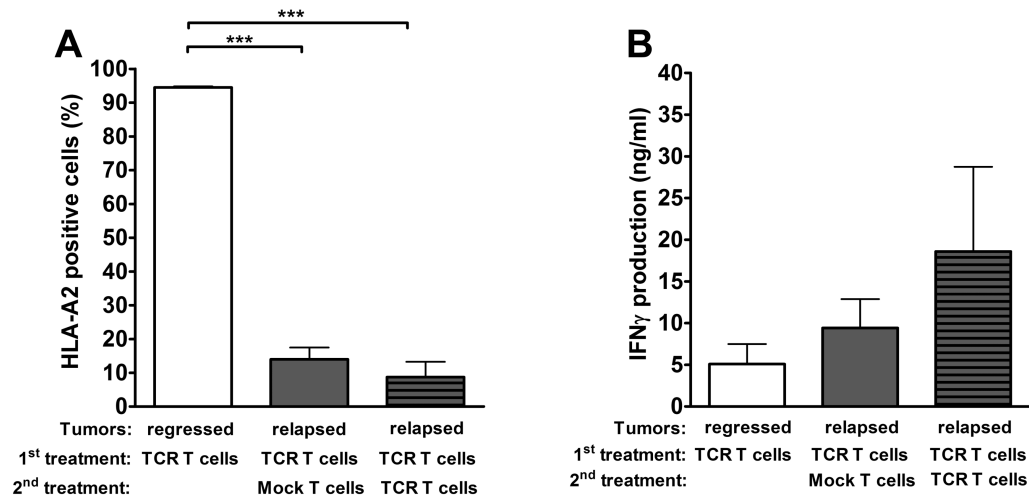 A
***
***
HLA-A2 positive cells (%)
100
90
80
70
60
50
40
30
20
10
0
Tumors: regressed relapsed relapsed
1st treatment: TCR T cells TCR T cells TCR T cells
2nd treatment: Mock T cells TCR T cells
B
IFNγ production (ng/ml)
40
35
30
25
20
15
10
5
0
Tumors: regressed relapsed relapsed
1st treatment: TCR T cells TCR T cells TCR T cells
2nd treatment: Mock T cells TCR T cells